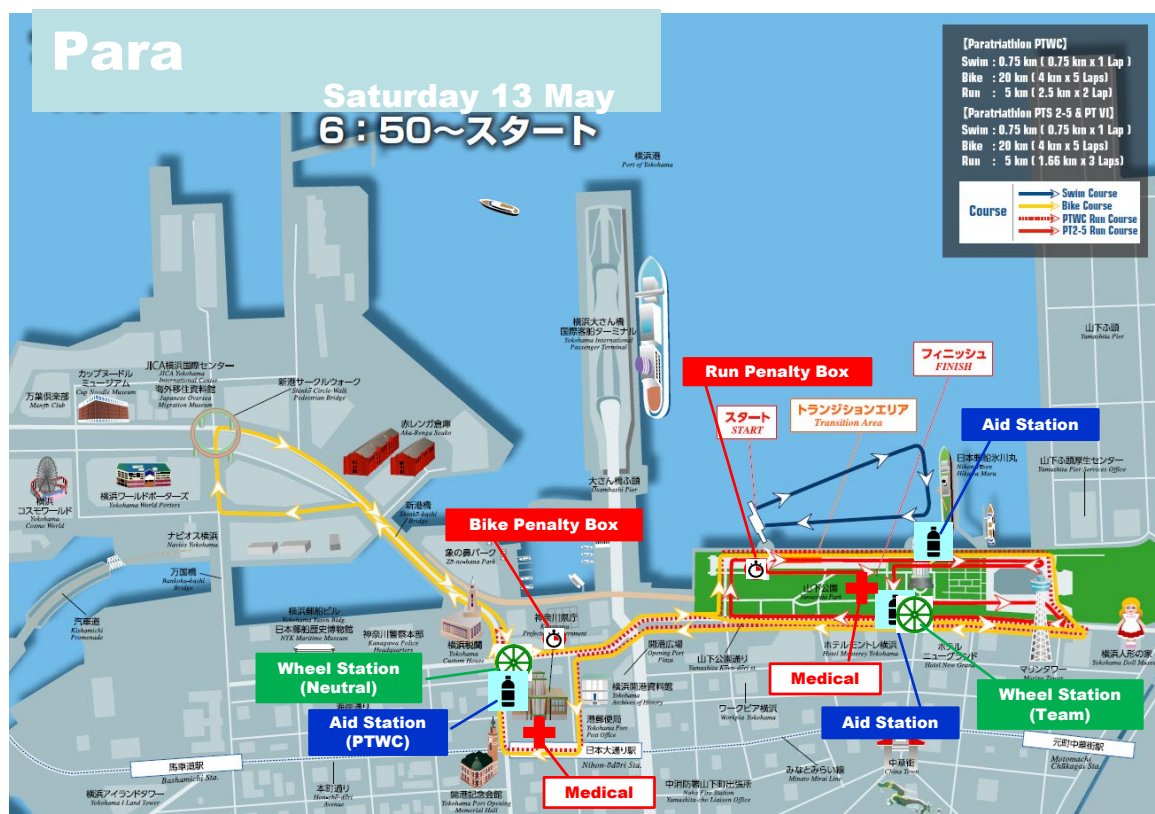 Para
Saturday 13 May
6：50～スタート
【Paratriathlon PTWC】
Swim : 0.75 km ( 0.75 km x 1 Lap )
Bike : 20 km ( 4 km x 5 Laps)
Run : 5 km ( 2.5 km x 2 Lap)
【Paratriathlon PTS 2-5 & PT VI】
Swim : 0.75 km ( 0.75 km x 1 Lap )
Bike : 20 km ( 4 km x 5 Laps)
Run : 5 km ( 1.66 km x 3 Laps)
Course
Swim Course
Bike Course
PTWC Run Course
PT2-5 Run Course
横浜港
Port of Yokohama
山下ふ頭
Yamashita Pier
横浜大さん橋
国際客船ターミナル
Yokohama International
Passenger Terminal
フィニッシュ
FINISH
Run Penalty Box
スタート
START
トランジションエリア
Transition Area
Aid Station
JICA横浜国際センター
JICA Yokohama
International Center
海外移住資料館
Japanese Oversea
Migration Museum
カップヌードル
ミュージアム
Cup Noodle Museum
万葉倶楽部
Manyo Club
新港サークルウォーク
Shinkō Circle Walk
Pedestrian Bridge
赤レンガ倉庫
Aka-Renga Souko
日本郵船氷川丸
Hikawa Maru
山下ふ頭厚生センター
Yamashita Pier Services Office
大さん橋ふ頭
Osanbashi Pier
横浜
コスモワールド
Yokohama
Cosmo World
横浜ワールドポーターズ
Yokohama World Porters
新港橋
Shinkō-bashi
Bridge
ナビオス横浜
Navios Yokohama
Bike Penalty Box
象の鼻パーク
Zō-no-hana Park
万国橋
Bankoku-bashi
Bridge
汽車道
Kishamichi
Promenade
横浜郵船ビル
Yokohama Yusen Bldg.
日本郵船歴史博物館
NYK Maritime Museum
神奈川警察本部
Kanagawa Police
Headquarters
横浜税関
Yokohama
Custom House
神奈川県庁
山下公園
Yamashita Park
開港広場
Opening Port
Plaza
山下公園通り
ホテルモントレ横浜
Hotel Monterey Yokohama
ホテル
ニューグランド
Hotel New Grand
マリンタワー
Marine Tower
横浜人形の家
Yokohama Doll Museum
Wheel Station
(Neutral)
横浜開港資料館
Yokohama
Archives of History
Medical
Wheel Station
(Team)
Aid Station
(PTWC)
港郵便局
Yokohama Port
Post Office
ワークピア横浜
Workpia Yokohama
Aid Station
日本大通り駅
Nihon-ōdōri Sta.
馬車道駅
Bashamichi Sta.
元町中華街駅
Motomachi
Chūkagai Sta.
みなとみらい線
Minato Mirai Line
中華街
China Town
横浜アイランドタワー
Yokohama I Land Tower
本町通り
Hon-chō-dōri
Avenue
開港記念会館
Yokohama Port Opening
Memorial Hall
Medical
中消防署山下町出張所
Naka Fire Station
Yamashita-cho Liaison Office